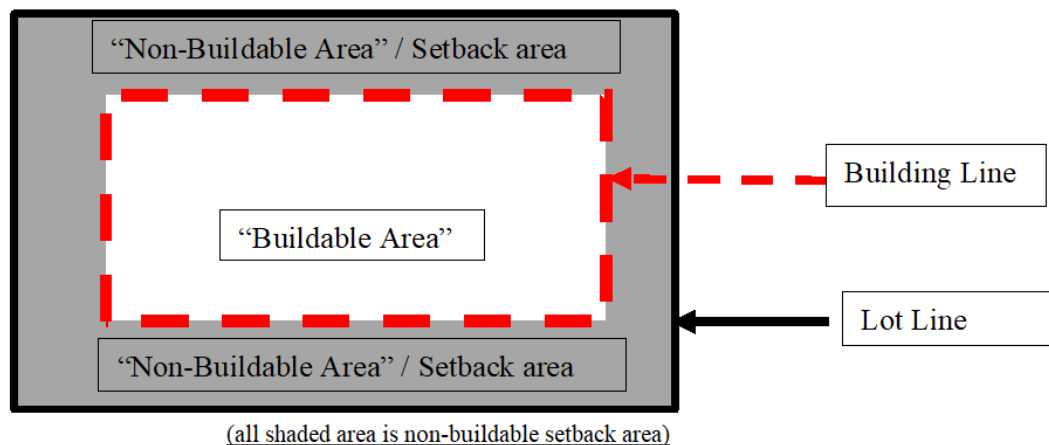 “Non-Buildable Area” / Setback area
Building Line
“Buildable Area”
Lot Line
“Non-Buildable Area” / Setback area
(all shaded area is non-buildable setback area)